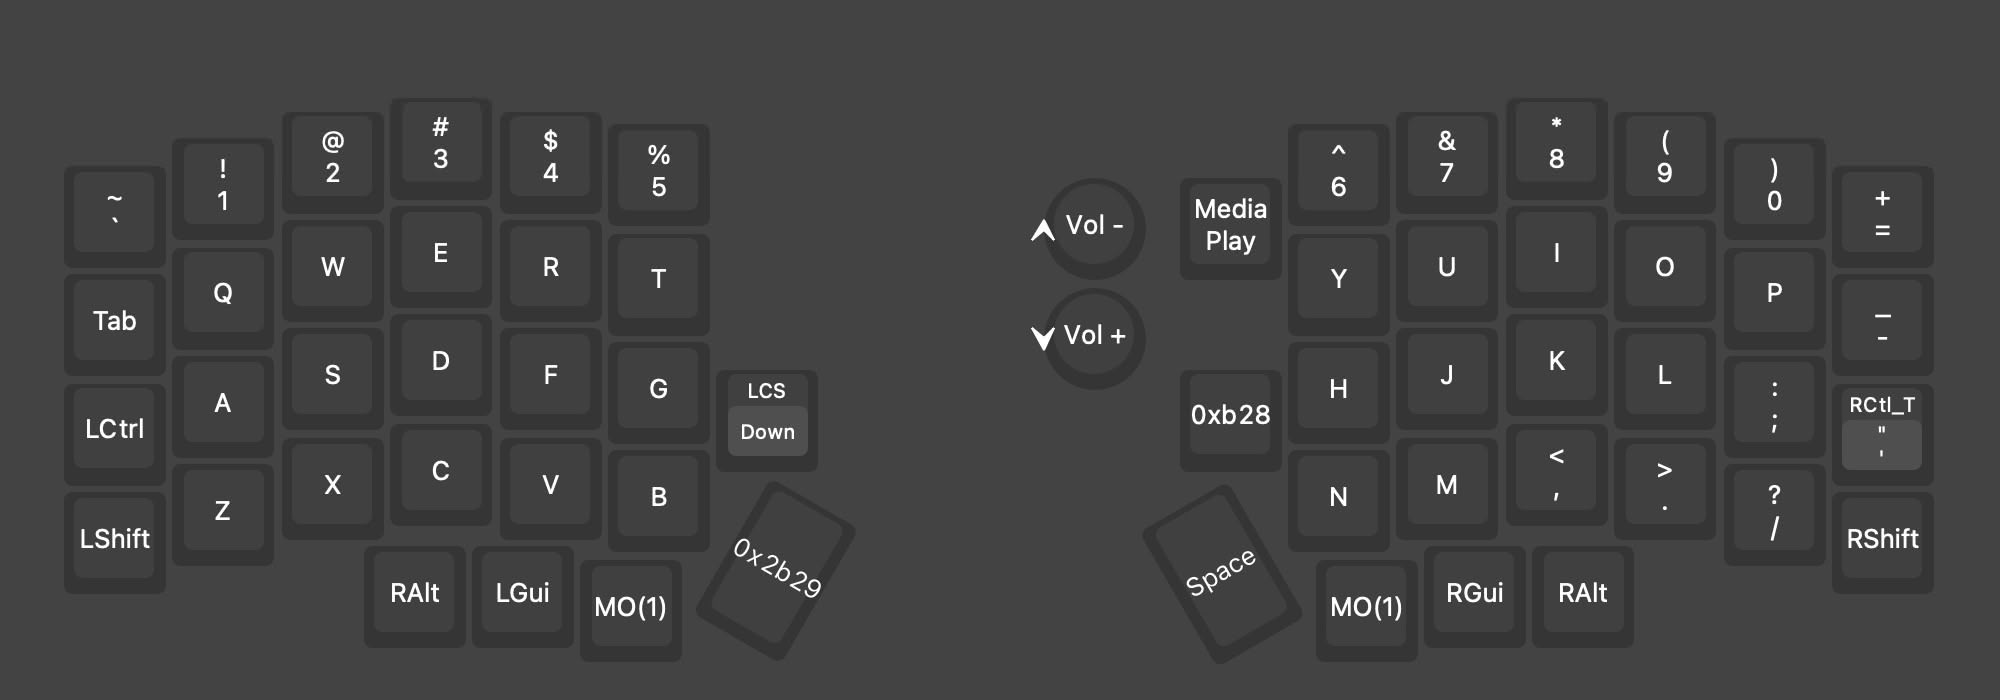 ~
`
!
1
@
2
#
3
$
4
%
5
Tab
Q
W
E
R
T
LCtrl
A
S
D
F
G
LCS
Down
LShift
Z
X
C
V
B
RAlt
LGui
MO(1)
0x2b29
Vol -
Vol +
Media
Play
^
6
&
7
*
8
(
9
)
0
+
=
Y
U
I
O
P
_
-
0xb28
H
J
K
L
:
;
RCtl_T
"
'
N
M
<
,
>
.
?
/
RShift
Space
MO(1)
RGui
RAlt